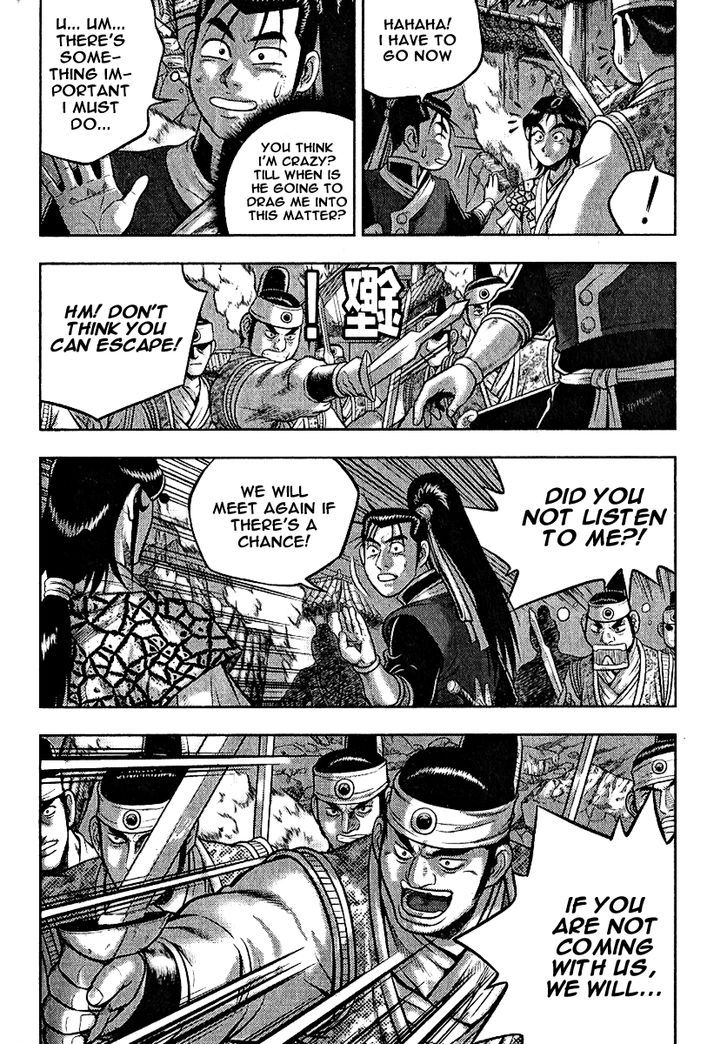 HAHAHA!
I HAVE TO
GO NOW
!
U... UM...
THERE'S
SOME-
THING IM-
PORTANT
I MUST
DO...
YOU THINK
I'M CRAZY?
TILL WHEN IS
HE GOING TO
DRAG ME INTO
THIS MATTER?
!
HM! DON'T
THINK YOU
CAN ESCAPE!
DID YOU
NOT LISTEN
TO ME?!
WE WILL
MEET AGAIN IF
THERE'S A
CHANCE!
IF YOU
ARE NOT
COMING
WITH US,
WE WILL...